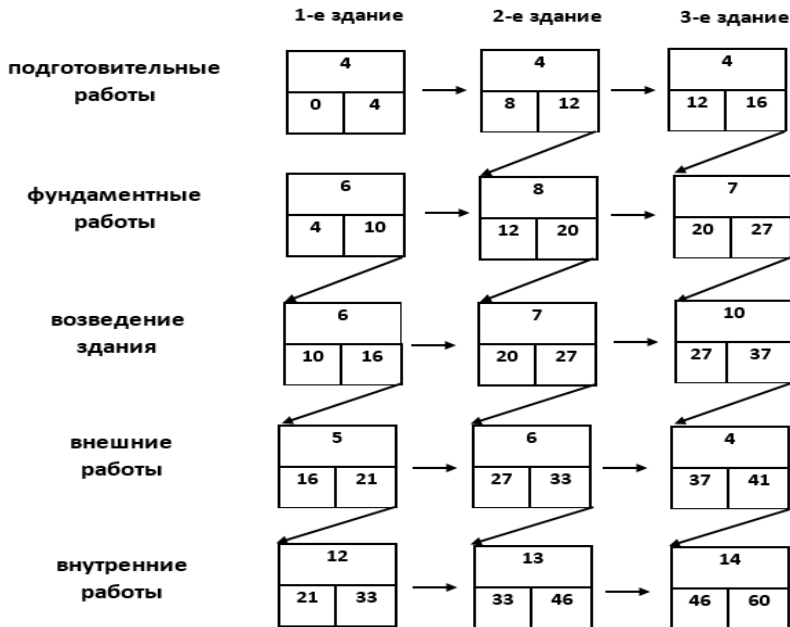 1-е здание 2-е здание 3-е здание
подготовительные работы
4 4 4
0 4 8 12 12 16
фундаментные работы
6 8 7
4 10 12 20 20 27
возведение здания
6 7 10
10 16 20 27 27 37
внешние работы
5 6 4
16 21 27 33 37 41
внутренние работы
12 13 14
21 33 33 46 46 60